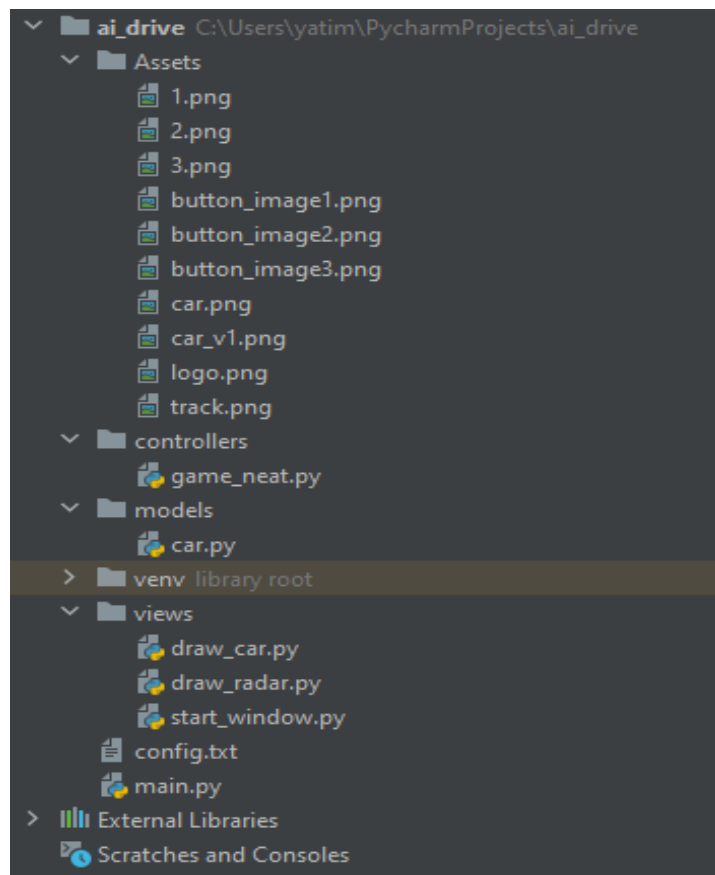 ai_drive C:\Users\yatim\PycharmProjects\ai_drive
Assets
1.png
2.png
3.png
button_image1.png
button_image2.png
button_image3.png
car.png
car_v1.png
logo.png
track.png
controllers
game_neat.py
models
car.py
venv library root
views
draw_car.py
draw_radar.py
start_window.py
config.txt
main.py
External Libraries
Scratches and Consoles